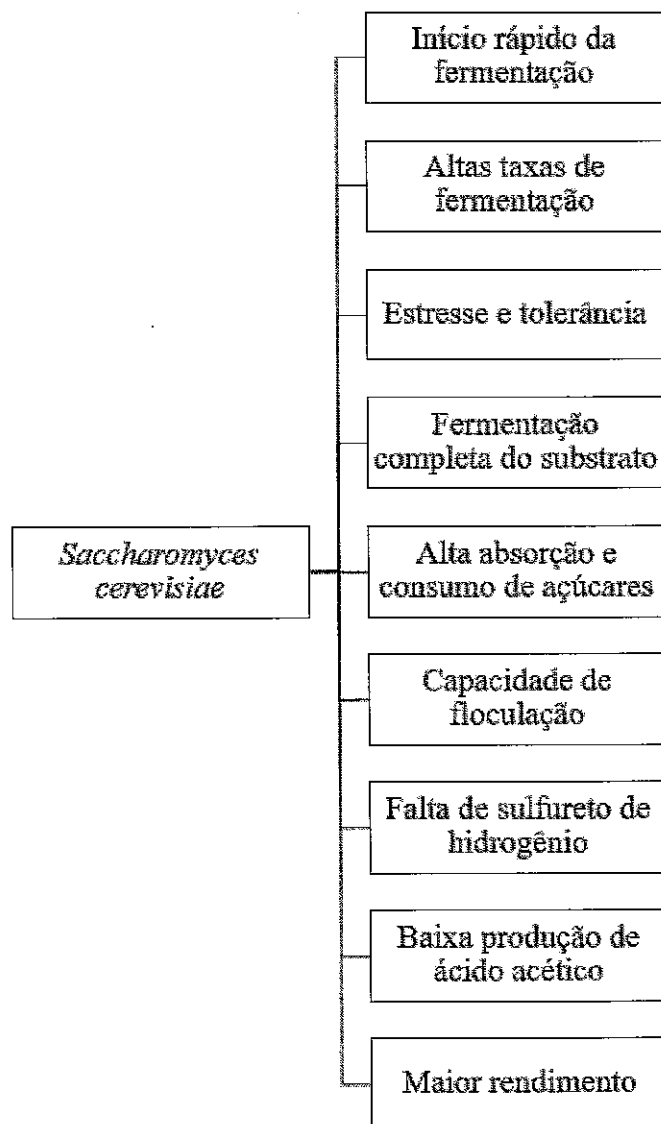 Início rápido da
fermentação
Altas taxas de
fermentação
Estresse e tolerância
Fermentação
completa do substrato
Saccharomyces
cerevisiae
Alta absorção e
consumo de açúcares
Capacidade de
floculação
Falta de sulfureto de
hidrogênio
Baixa produção de
ácido acético
Maior rendimento